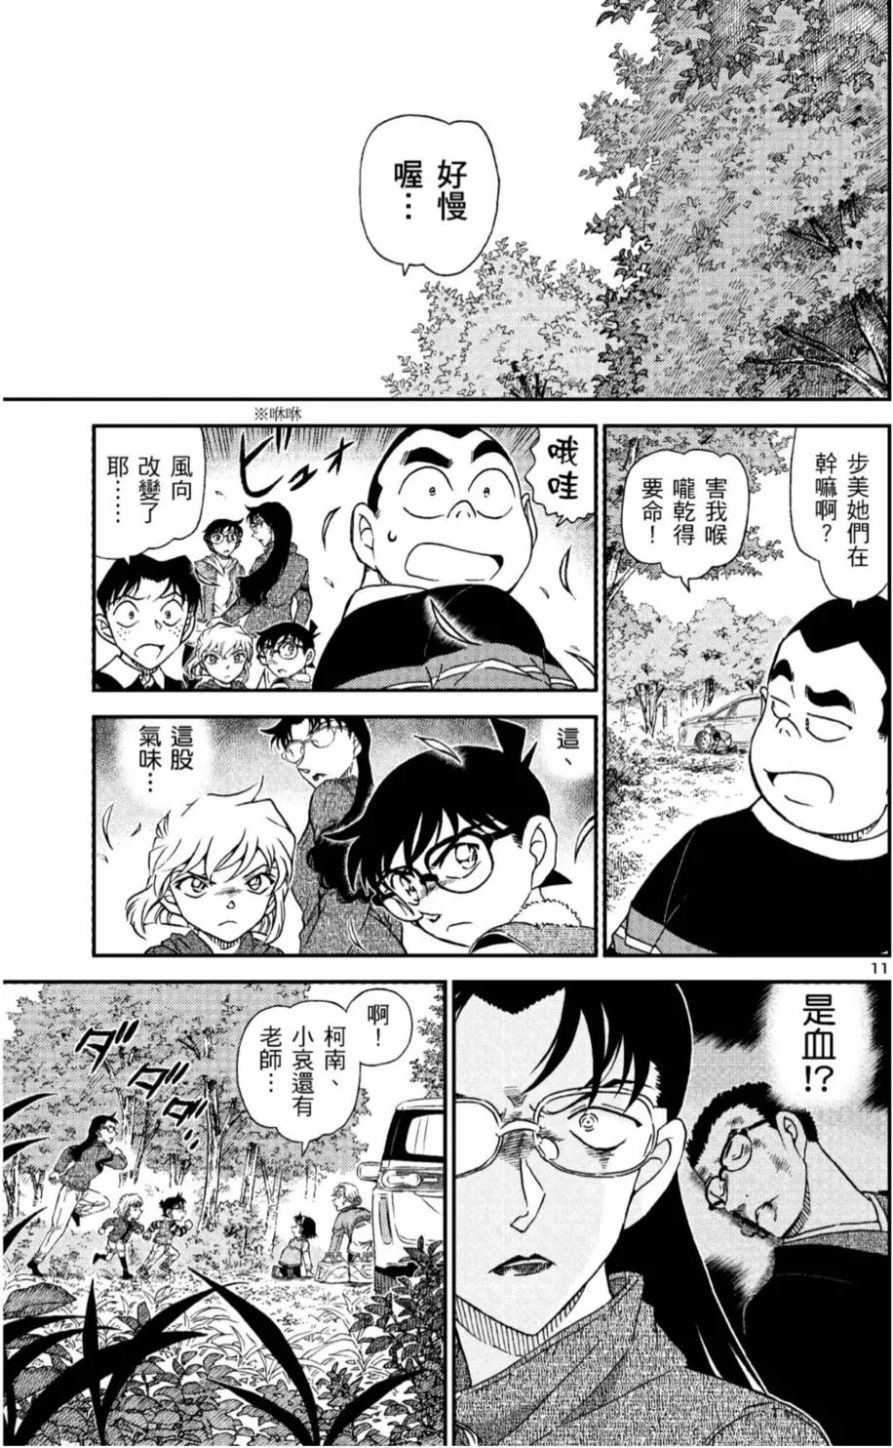 好慢
喔…
步美她們在
幹嘛啊?
害我喉
嚨乾得
要命!
※咻咻
ビュオ
哦
哇
風向
改變了
耶……
這、
這股
氣味…
11
是血!?
啊!
柯南、
小哀還有
老師…
ダダダ…